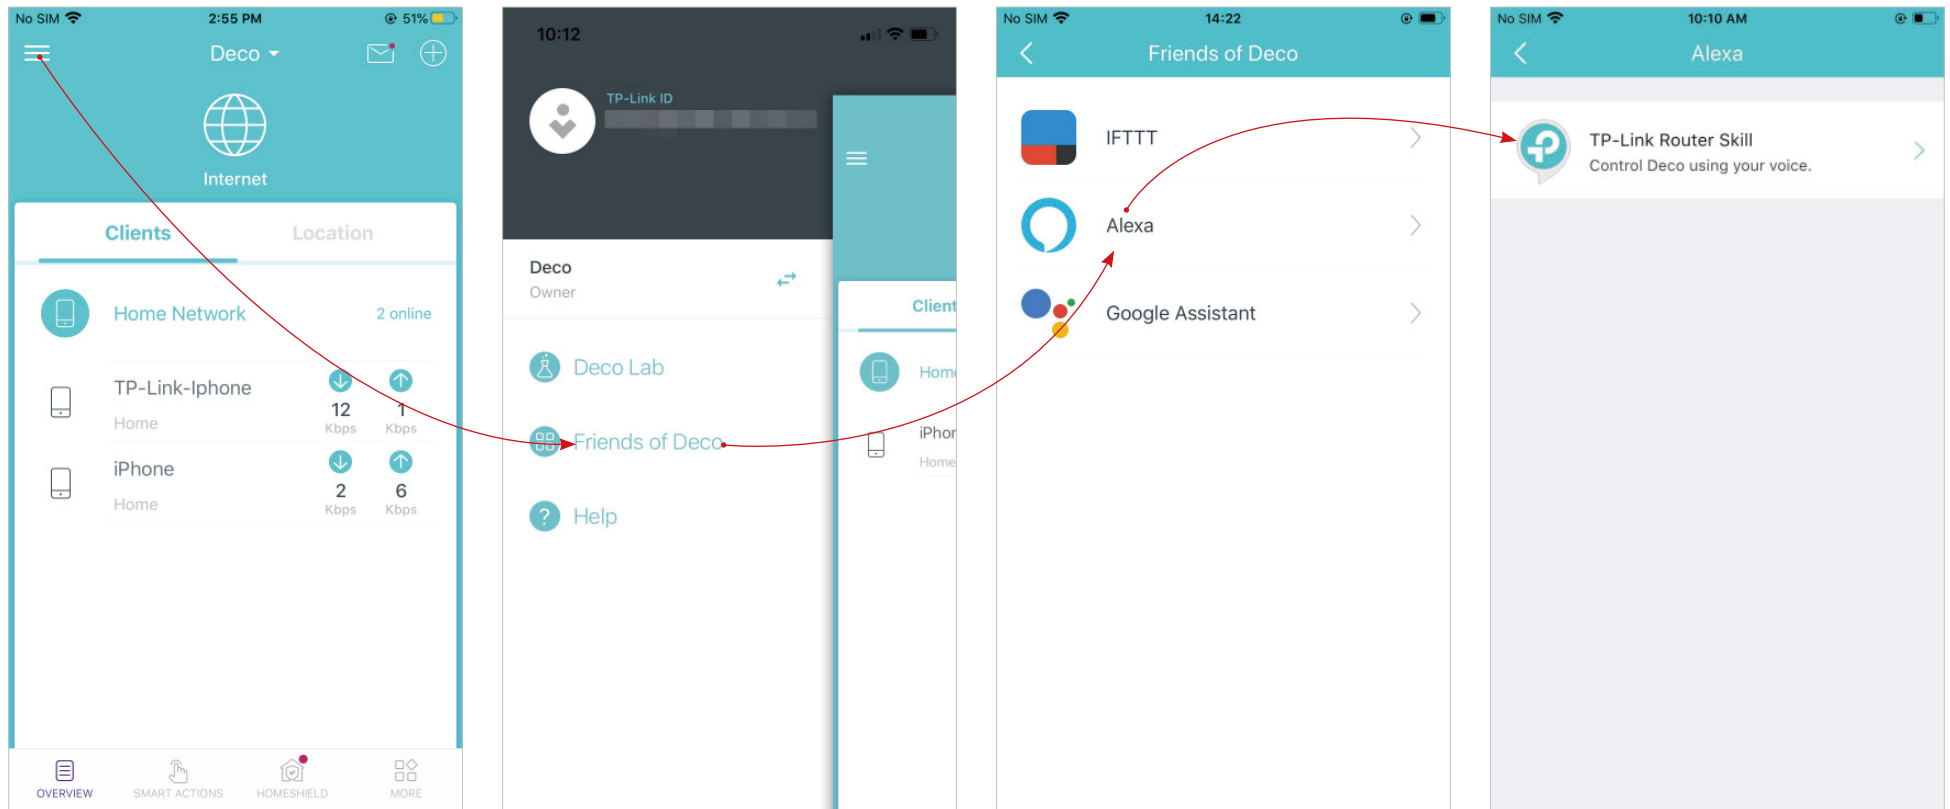 No SIM 2:55 PM 51%
Deco
Internet
Clients Location
Home Network 2 online
TP-Link-Iphone
Home
12 1
Kbps Kbps
iPhone
Home
2 6
Kbps Kbps
OVERVIEW SMART ACTIONS HOMESHIELD MORE
10:12
TP-Link ID
Deco
Owner
Deco Lab
Friends of Deco
? Help
Client
Home
iPhor
Home
No SIM 14:22
Friends of Deco
IFTTT
Alexa
Google Assistant
No SIM 10:10 AM
Alexa
TP-Link Router Skill
Control Deco using your voice.